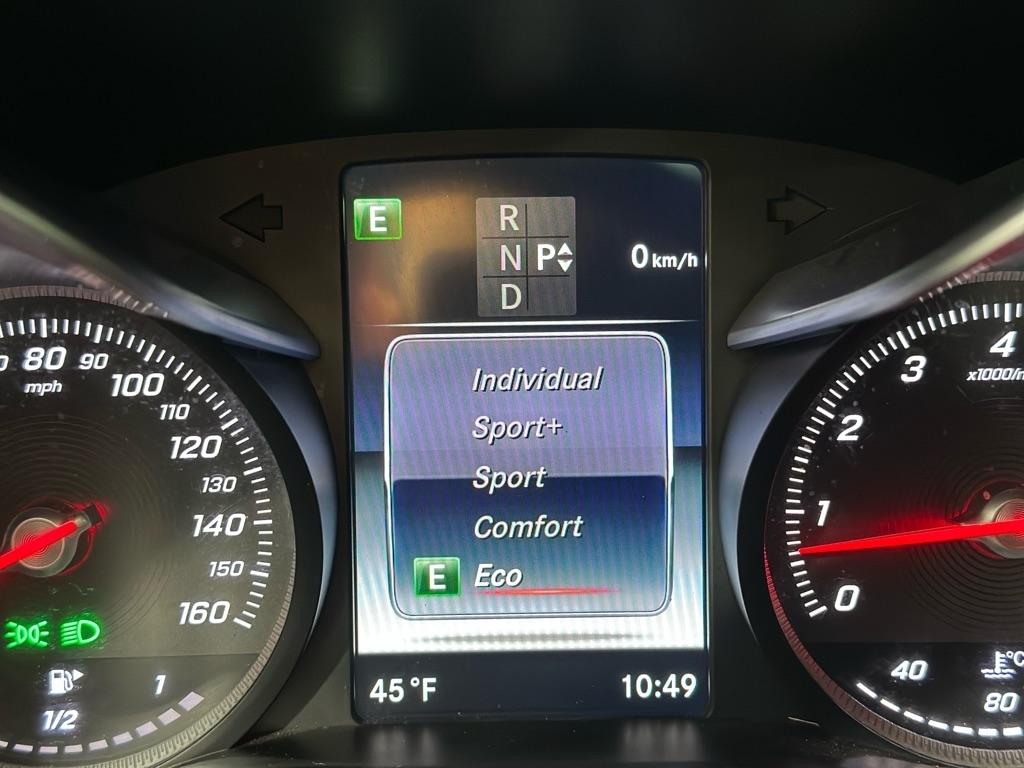 E
R
N P
D
0 km/h
Individual
Sport+
Sport
Comfort
E Eco
45 °F
10:49
80
90
mph
100
110
120
130
140
150
160
1
1/2
4
3
x1000/
2
1
0
40
°C
80